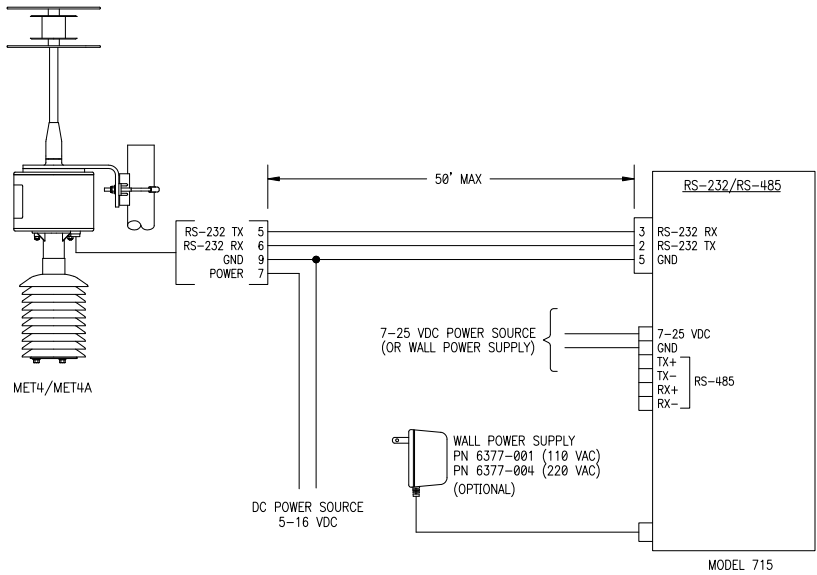 50' MAX
RS-232/RS-485
RS-232 TX 5
RS-232 RX 6
GND 9
POWER 7
3 RS-232 RX
2 RS-232 TX
5 GND
7-25 VDC POWER SOURCE
(OR WALL POWER SUPPLY)
7-25 VDC
GND
TX+
TX-
RX+
RX-
RS-485
MET4/MET4A
WALL POWER SUPPLY
PN 6377-001 (110 VAC)
PN 6377-004 (220 VAC)
(OPTIONAL)
DC POWER SOURCE
5-16 VDC
MODEL 715